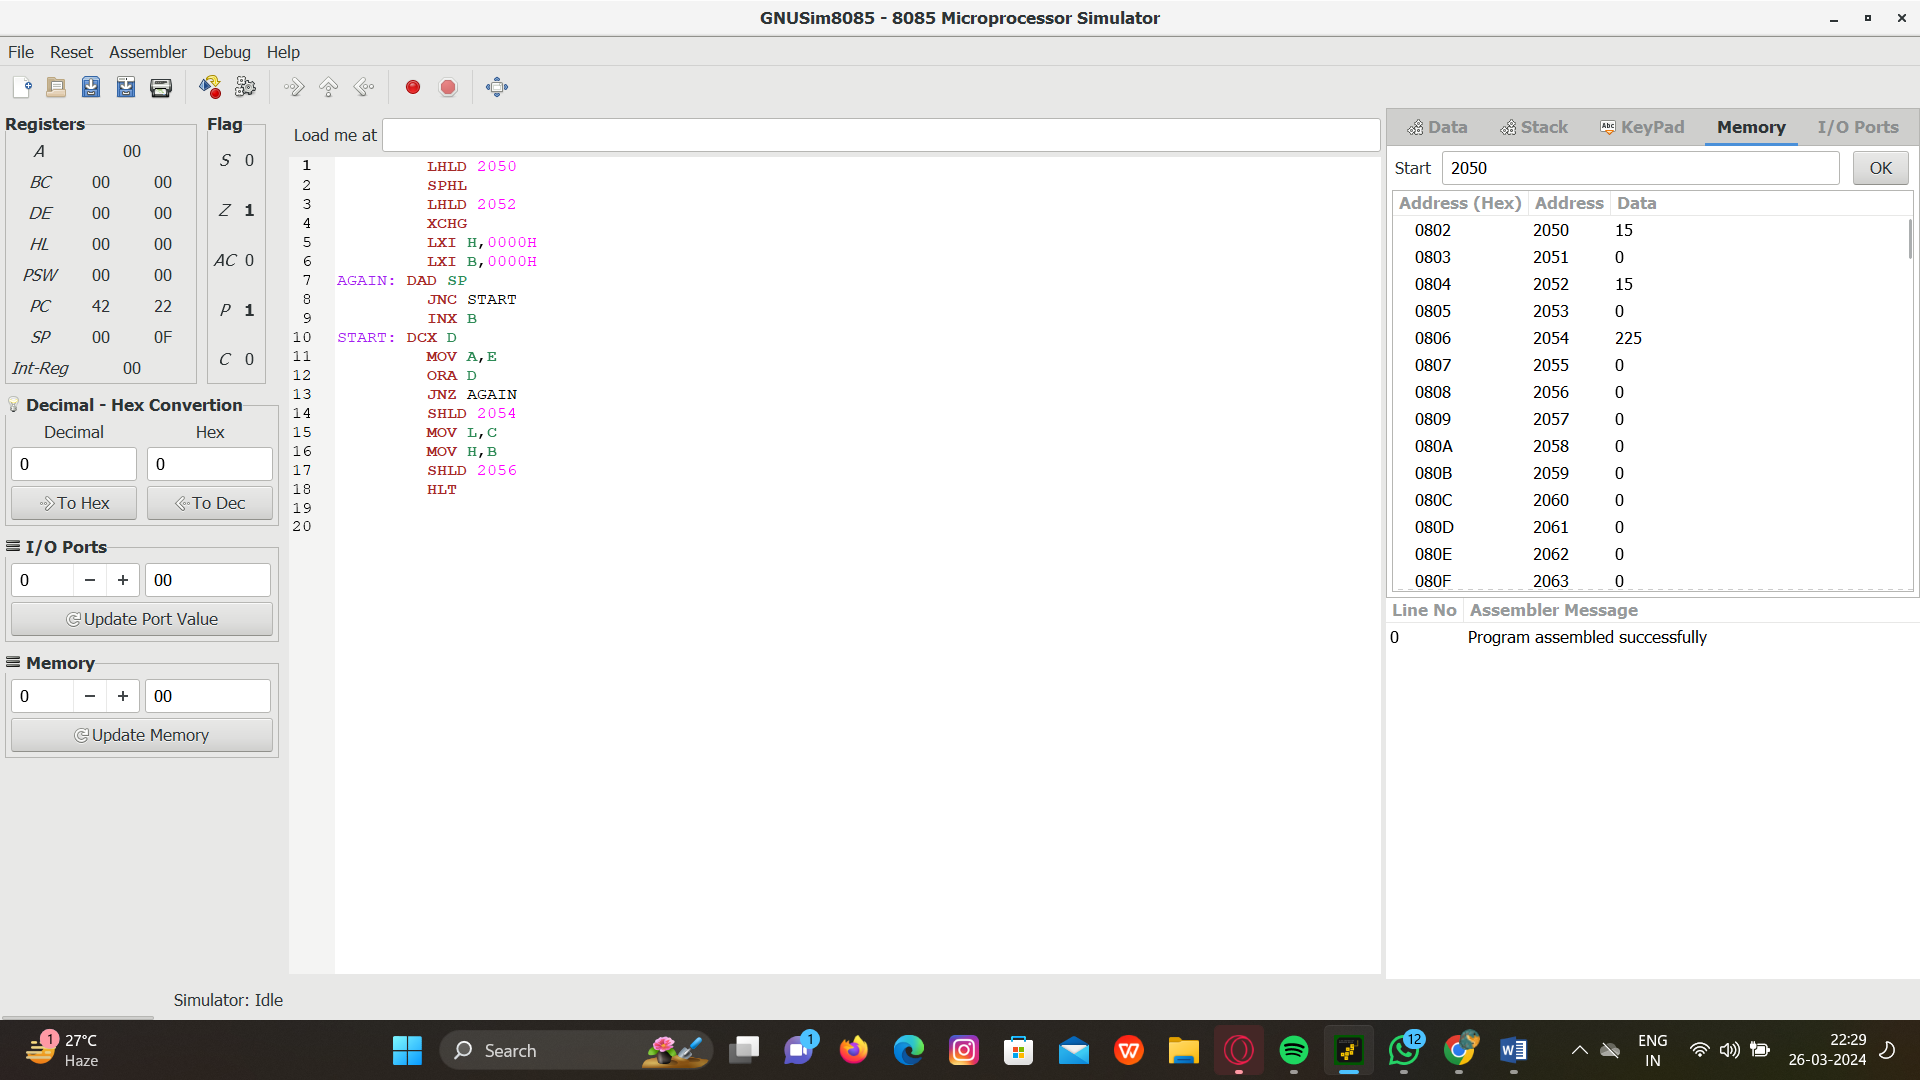 GNUSim8085 - 8085 Microprocessor Simulator
File Reset Assembler Debug Help
Registers
A 00
BC 00 00
DE 00 00
HL 00 00
PSW 00 00
PC 42 22
SP 00 0F
Int-Reg 00
Flag
S 0
Z 1
AC 0
P 1
C 0
Decimal - Hex Convertion
Decimal Hex
0 0
To Hex To Dec
I/O Ports
0 − + 00
Update Port Value
Memory
0 − + 00
Update Memory
Load me at
1 LHLD 2050
2 SPHL
3 LHLD 2052
4 XCHG
5 LXI H,0000H
6 LXI B,0000H
7 AGAIN: DAD SP
8 JNC START
9 INX B
10 START: DCX D
11 MOV A,E
12 ORA D
13 JNZ AGAIN
14 SHLD 2054
15 MOV L,C
16 MOV H,B
17 SHLD 2056
18 HLT
19
20
Data Stack Abc KeyPad Memory I/O Ports
Start 2050 OK
Address (Hex) Address Data
0802 2050 15
0803 2051 0
0804 2052 15
0805 2053 0
0806 2054 225
0807 2055 0
0808 2056 0
0809 2057 0
080A 2058 0
080B 2059 0
080C 2060 0
080D 2061 0
080E 2062 0
080F 2063 0
Line No Assembler Message
0 Program assembled successfully
Simulator: Idle
1 27°C
Haze
Search
1
12
ENG
IN
22:29
26-03-2024